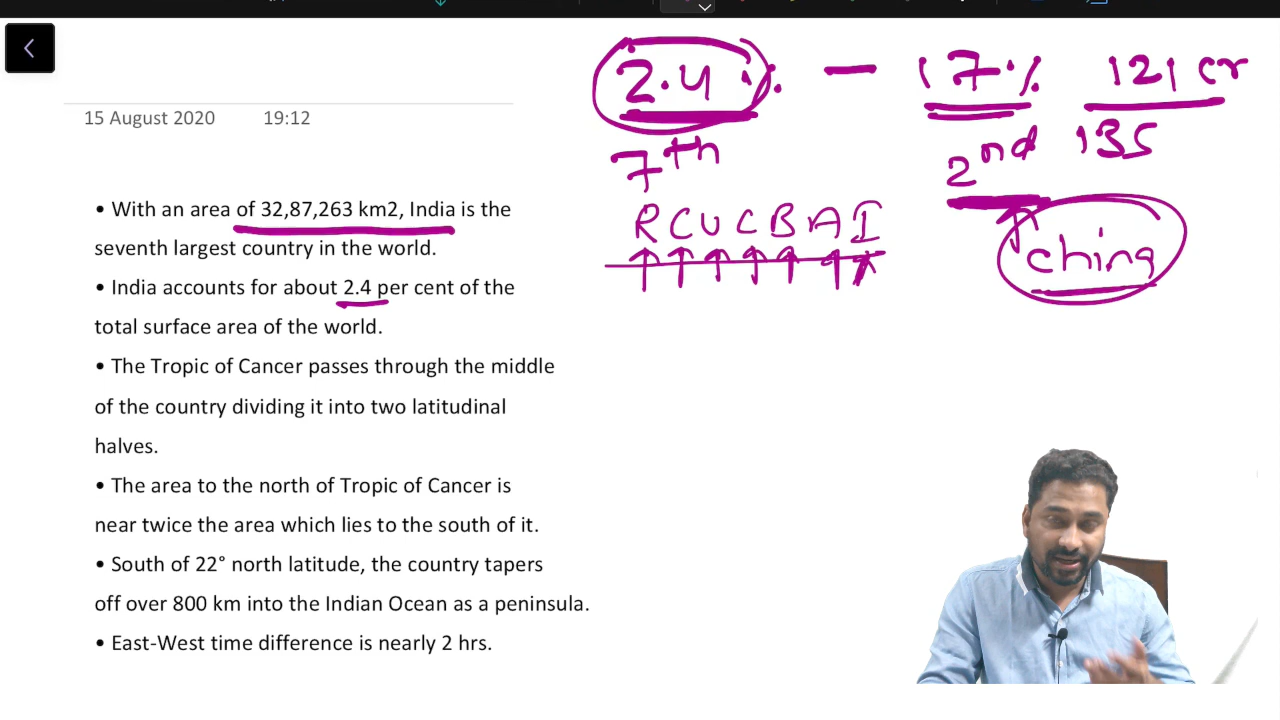 2.4 % — 17% 121 cr
7th 2nd 135
R C U C B A I
china
15 August 2020 19:12
• With an area of 32,87,263 km2, India is the
seventh largest country in the world.
• India accounts for about 2.4 per cent of the
total surface area of the world.
• The Tropic of Cancer passes through the middle
of the country dividing it into two latitudinal
halves.
• The area to the north of Tropic of Cancer is
near twice the area which lies to the south of it.
• South of 22° north latitude, the country tapers
off over 800 km into the Indian Ocean as a peninsula.
• East-West time difference is nearly 2 hrs.